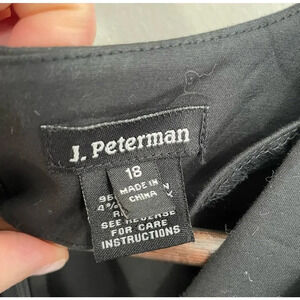 J. Peterman
18
MADE IN
CHINA
SEE REVERSE
FOR CARE
INSTRUCTIONS